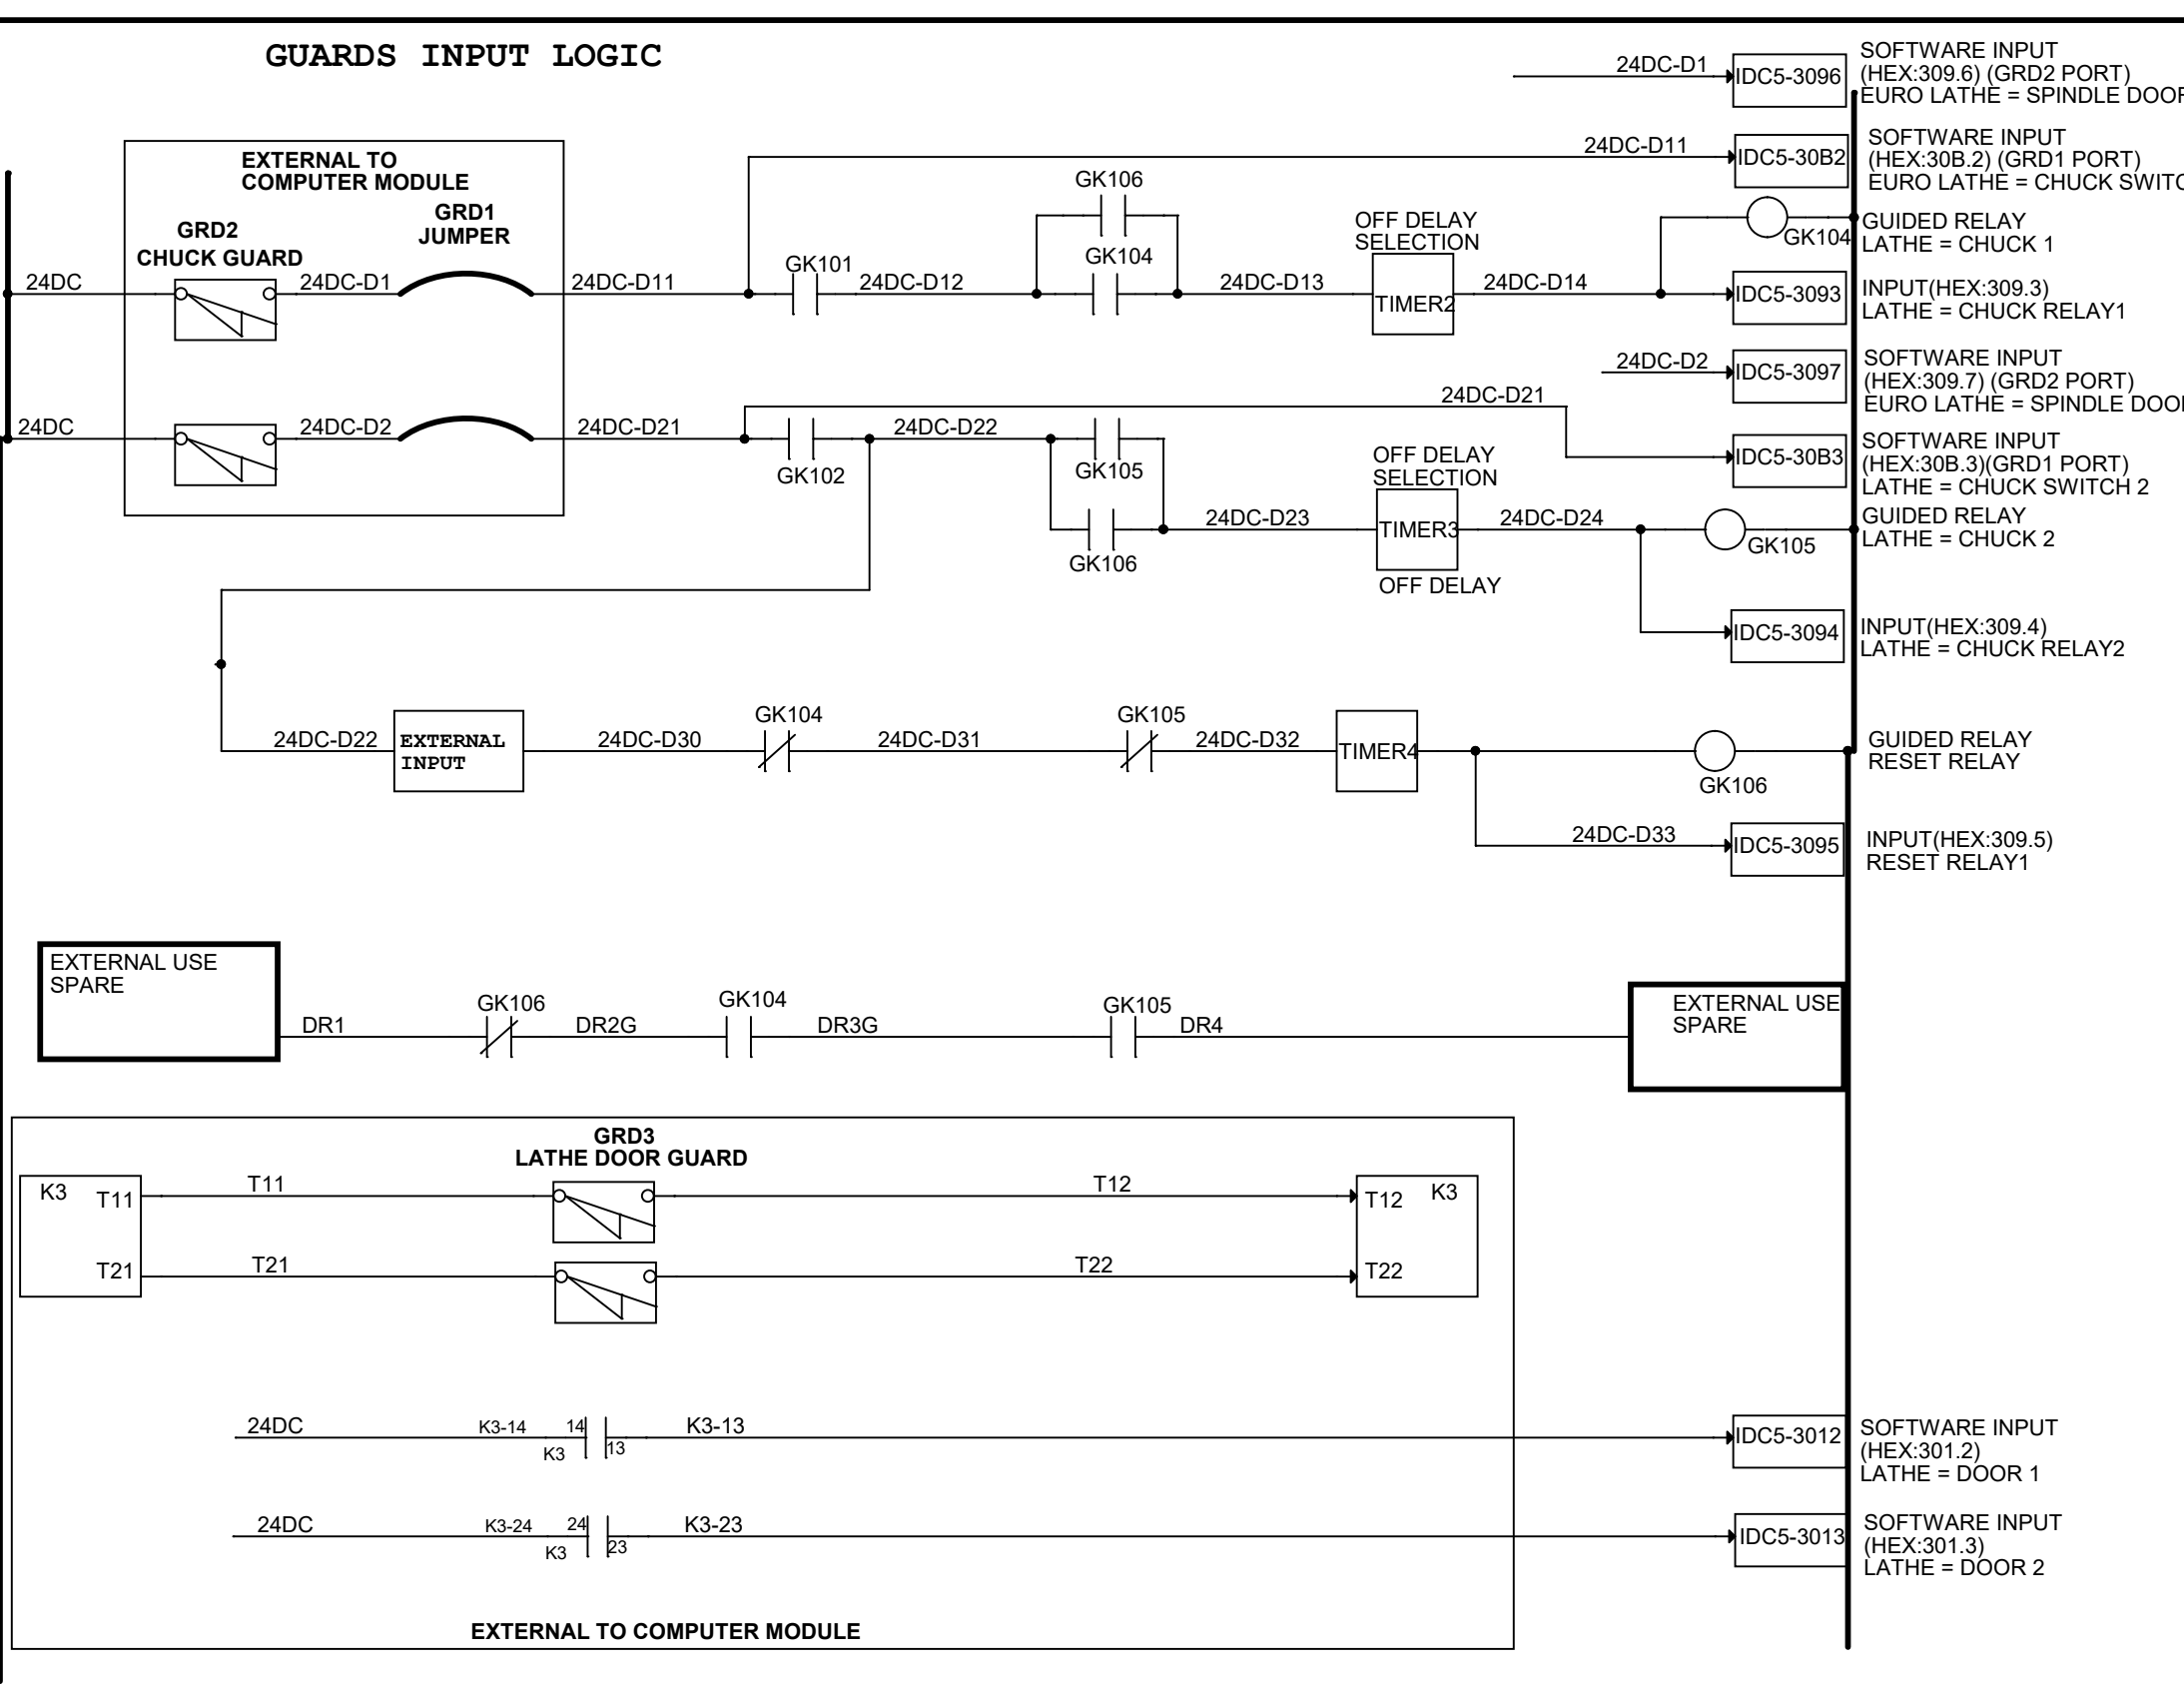 GUARDS INPUT LOGIC
24DC-D1
IDC5-3096
SOFTWARE INPUT
(HEX:309.6) (GRD2 PORT)
EURO LATHE = SPINDLE DOOR
24DC-D11
IDC5-30B2
SOFTWARE INPUT
(HEX:30B.2) (GRD1 PORT)
EURO LATHE = CHUCK SWITC
EXTERNAL TO
COMPUTER MODULE
GRD2
CHUCK GUARD
GRD1
JUMPER
24DC
24DC-D1
24DC-D11
GK101
24DC-D12
GK106
GK104
24DC-D13
OFF DELAY
SELECTION
TIMER2
24DC-D14
GK104
GUIDED RELAY
LATHE = CHUCK 1
IDC5-3093
INPUT(HEX:309.3)
LATHE = CHUCK RELAY1
24DC-D2
IDC5-3097
SOFTWARE INPUT
(HEX:309.7) (GRD2 PORT)
EURO LATHE = SPINDLE DOO
24DC
24DC-D2
24DC-D21
GK102
24DC-D22
GK105
GK106
24DC-D21
IDC5-30B3
SOFTWARE INPUT
(HEX:30B.3)(GRD1 PORT)
LATHE = CHUCK SWITCH 2
24DC-D23
OFF DELAY
SELECTION
TIMER3
OFF DELAY
24DC-D24
GK105
GUIDED RELAY
LATHE = CHUCK 2
IDC5-3094
INPUT(HEX:309.4)
LATHE = CHUCK RELAY2
24DC-D22
EXTERNAL
INPUT
24DC-D30
GK104
24DC-D31
GK105
24DC-D32
TIMER4
GK106
GUIDED RELAY
RESET RELAY
24DC-D33
IDC5-3095
INPUT(HEX:309.5)
RESET RELAY1
EXTERNAL USE
SPARE
DR1
GK106
DR2G
GK104
DR3G
GK105
DR4
EXTERNAL USE
SPARE
GRD3
LATHE DOOR GUARD
K3
T11
T11
T12
T12
K3
T21
T21
T22
T22
24DC
K3-14
14
K3
13
K3-13
IDC5-3012
SOFTWARE INPUT
(HEX:301.2)
LATHE = DOOR 1
24DC
K3-24
24
K3
23
K3-23
IDC5-3013
SOFTWARE INPUT
(HEX:301.3)
LATHE = DOOR 2
EXTERNAL TO COMPUTER MODULE